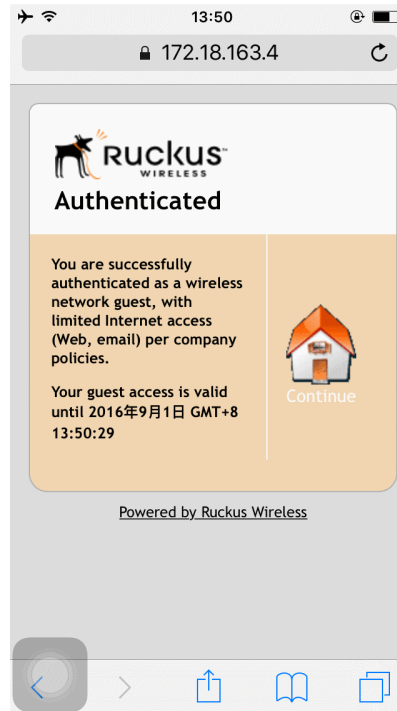 13:50
172.18.163.4
RUCKUS™
WIRELESS
Authenticated
You are successfully
authenticated as a wireless
network guest, with
limited Internet access
(Web, email) per company
policies.
Your guest access is valid
until 2016年9月1日 GMT+8
13:50:29
Continue
Powered by Ruckus Wireless